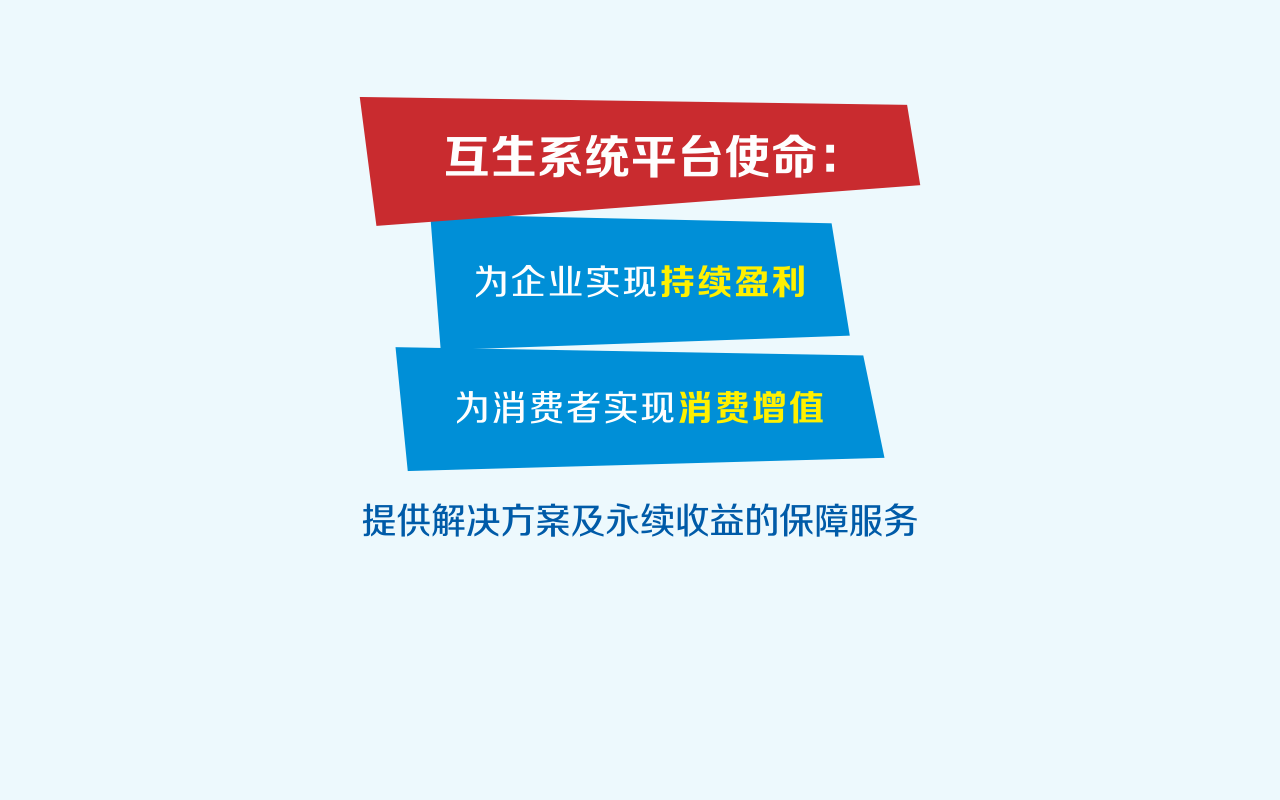 互生系统平台使命：
为企业实现持续盈利
为消费者实现消费增值
提供解决方案及永续收益的保障服务